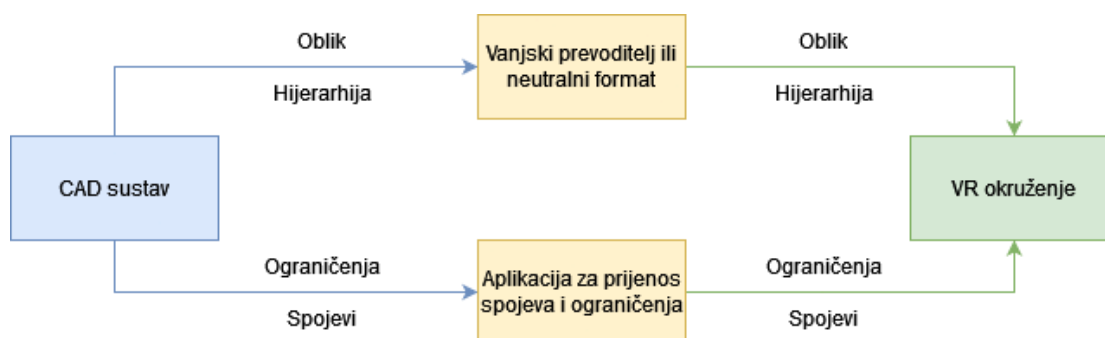 Oblik
Vanjski prevoditelj ili
neutralni format
Oblik
Hijerarhija
Hijerarhija
CAD sustav
VR okruženje
Ograničenja
Aplikacija za prijenos
spojeva i ograničenja
Ograničenja
Spojevi
Spojevi